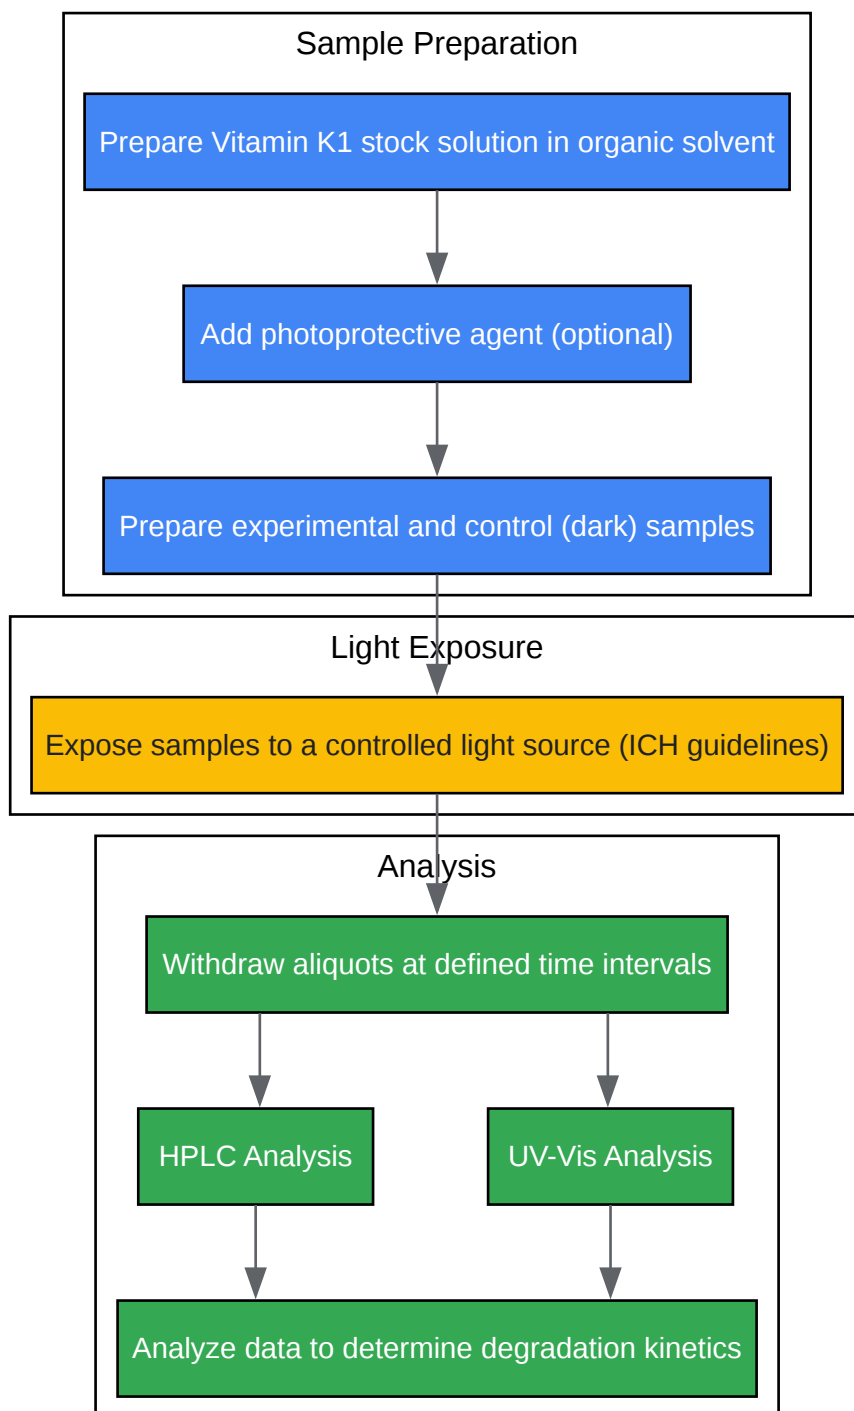 Sample Preparation
Prepare Vitamin K1 stock solution in organic solvent
Add photoprotective agent (optional)
Prepare experimental and control (dark) samples
Light Exposure
Expose samples to a controlled light source (ICH guidelines)
Analysis
Withdraw aliquots at defined time intervals
HPLC Analysis
UV-Vis Analysis
Analyze data to determine degradation kinetics